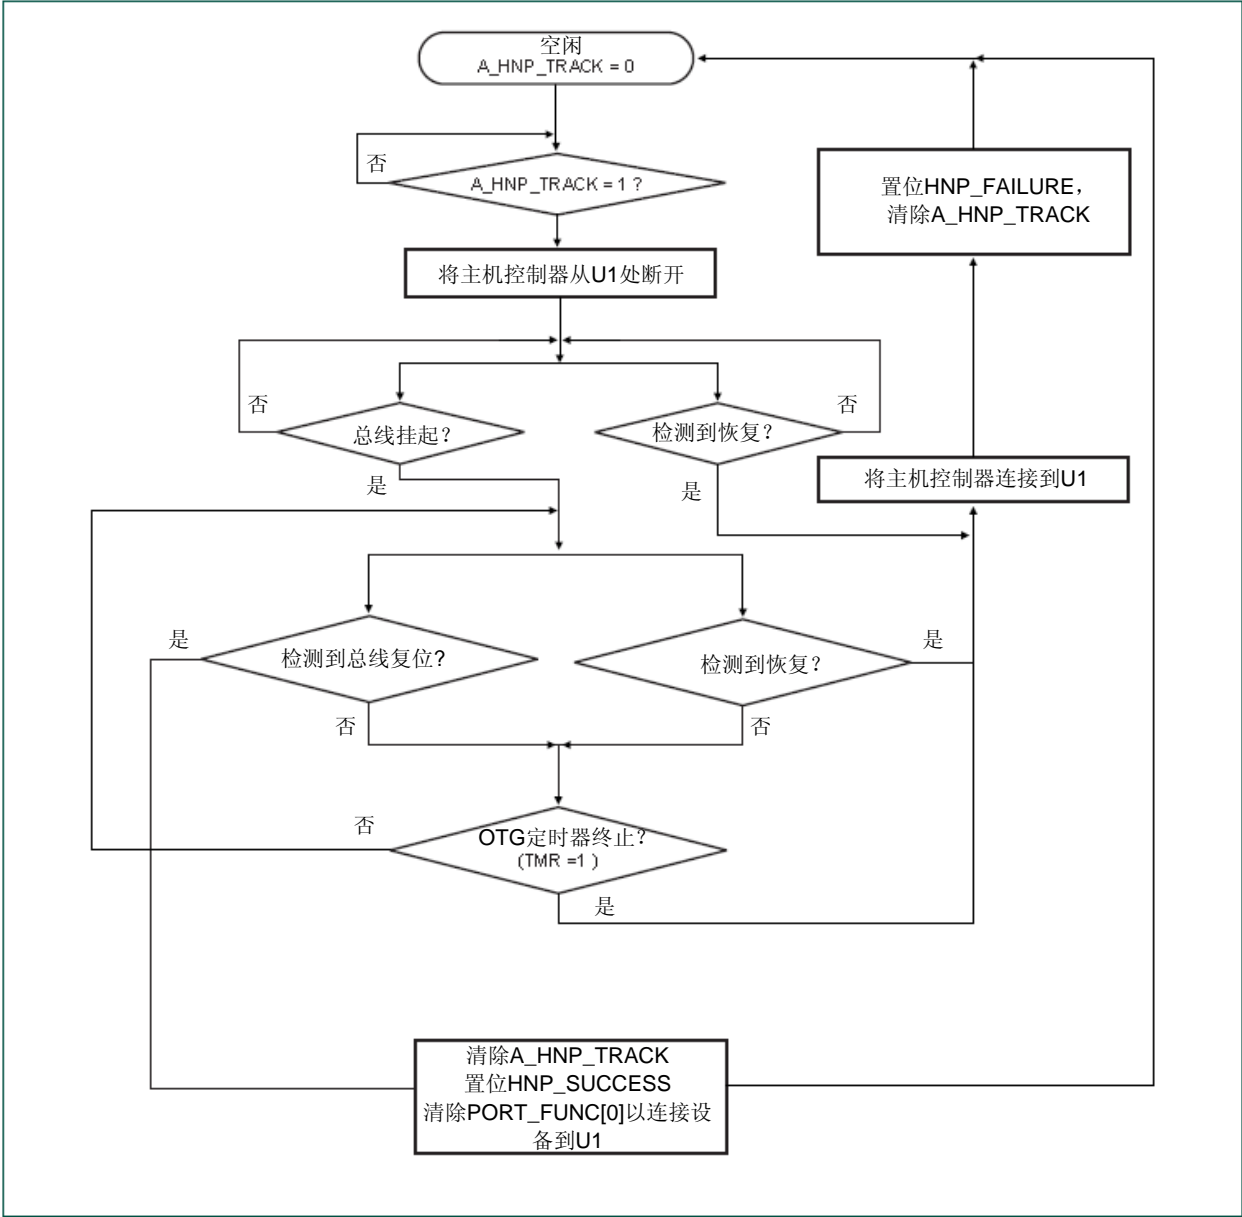 空闲
A_HNP_TRACK = 0
否
A_HNP_TRACK = 1 ?
置位HNP_FAILURE，
清除A_HNP_TRACK
将主机控制器从U1处断开
否
总线挂起？
检测到恢复？
否
是
是
将主机控制器连接到U1
是
检测到总线复位?
检测到恢复？
是
否
否
否
OTG定时器终止？
(TMR =1 )
是
清除A_HNP_TRACK
置位HNP_SUCCESS
清除PORT_FUNC[0]以连接设
备到U1